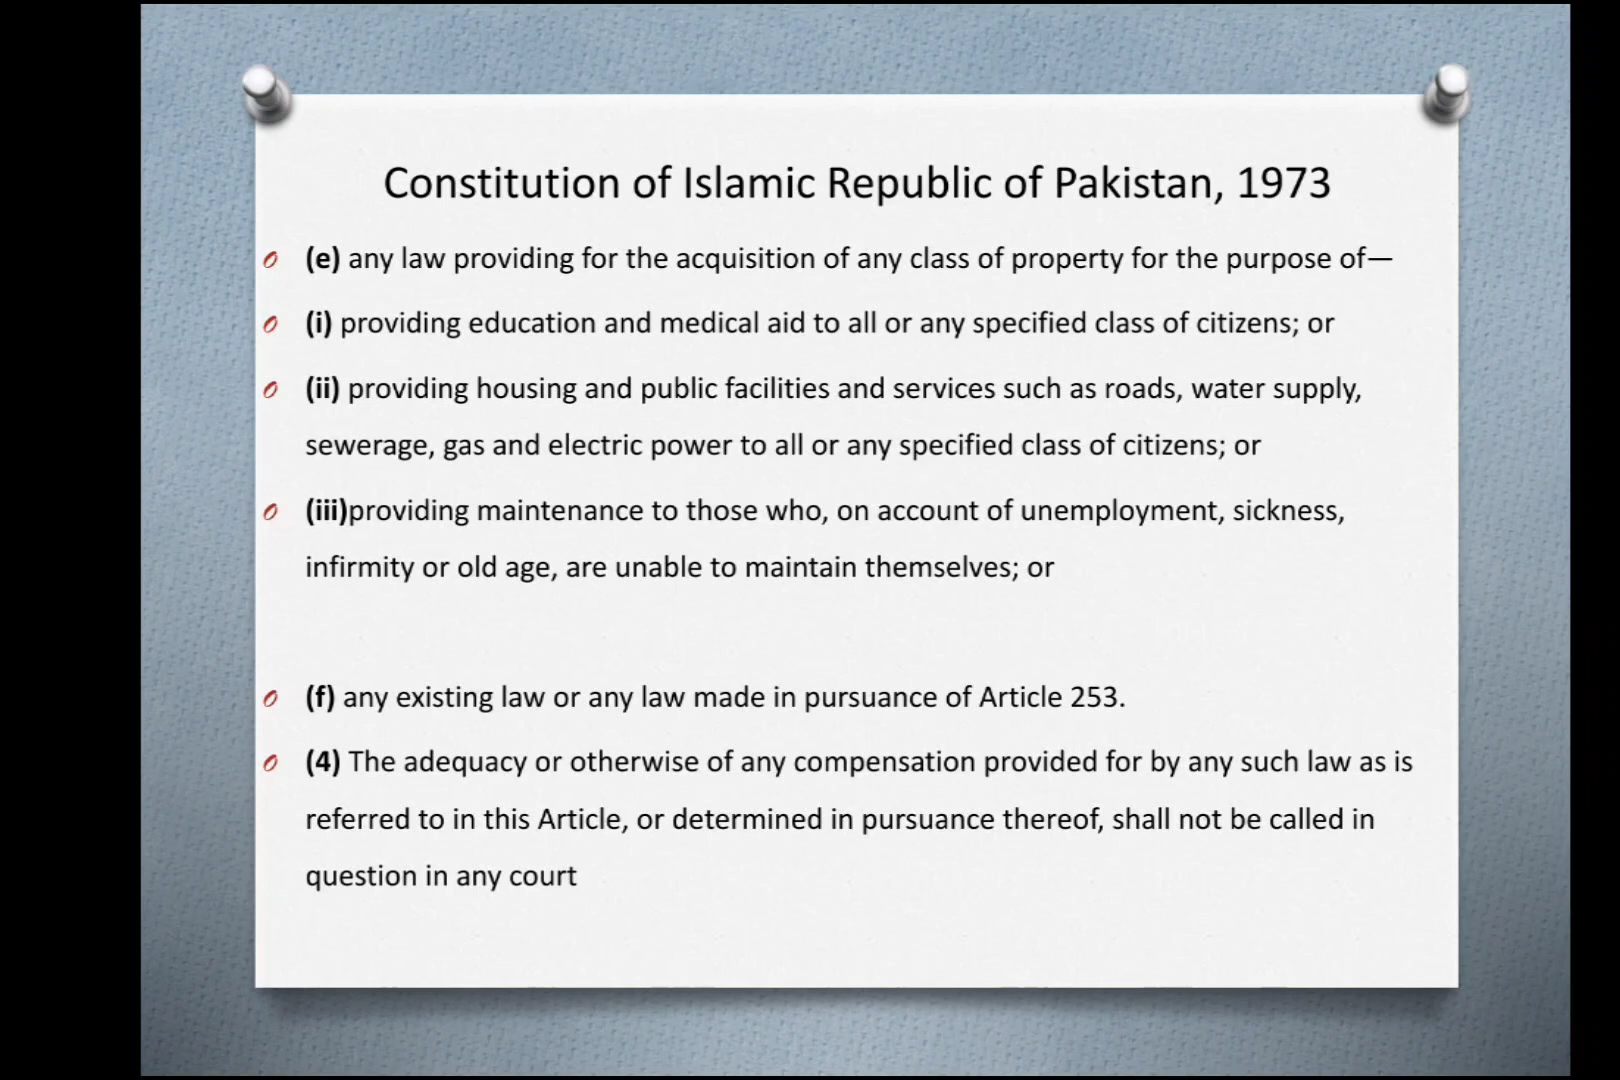 Constitution of Islamic Republic of Pakistan, 1973
(e) any law providing for the acquisition of any class of property for the purpose of—
(i) providing education and medical aid to all or any specified class of citizens; or
(ii) providing housing and public facilities and services such as roads, water supply,
sewerage, gas and electric power to all or any specified class of citizens; or
(iii)providing maintenance to those who, on account of unemployment, sickness,
infirmity or old age, are unable to maintain themselves; or
(f) any existing law or any law made in pursuance of Article 253.
(4) The adequacy or otherwise of any compensation provided for by any such law as is
referred to in this Article, or determined in pursuance thereof, shall not be called in
question in any court